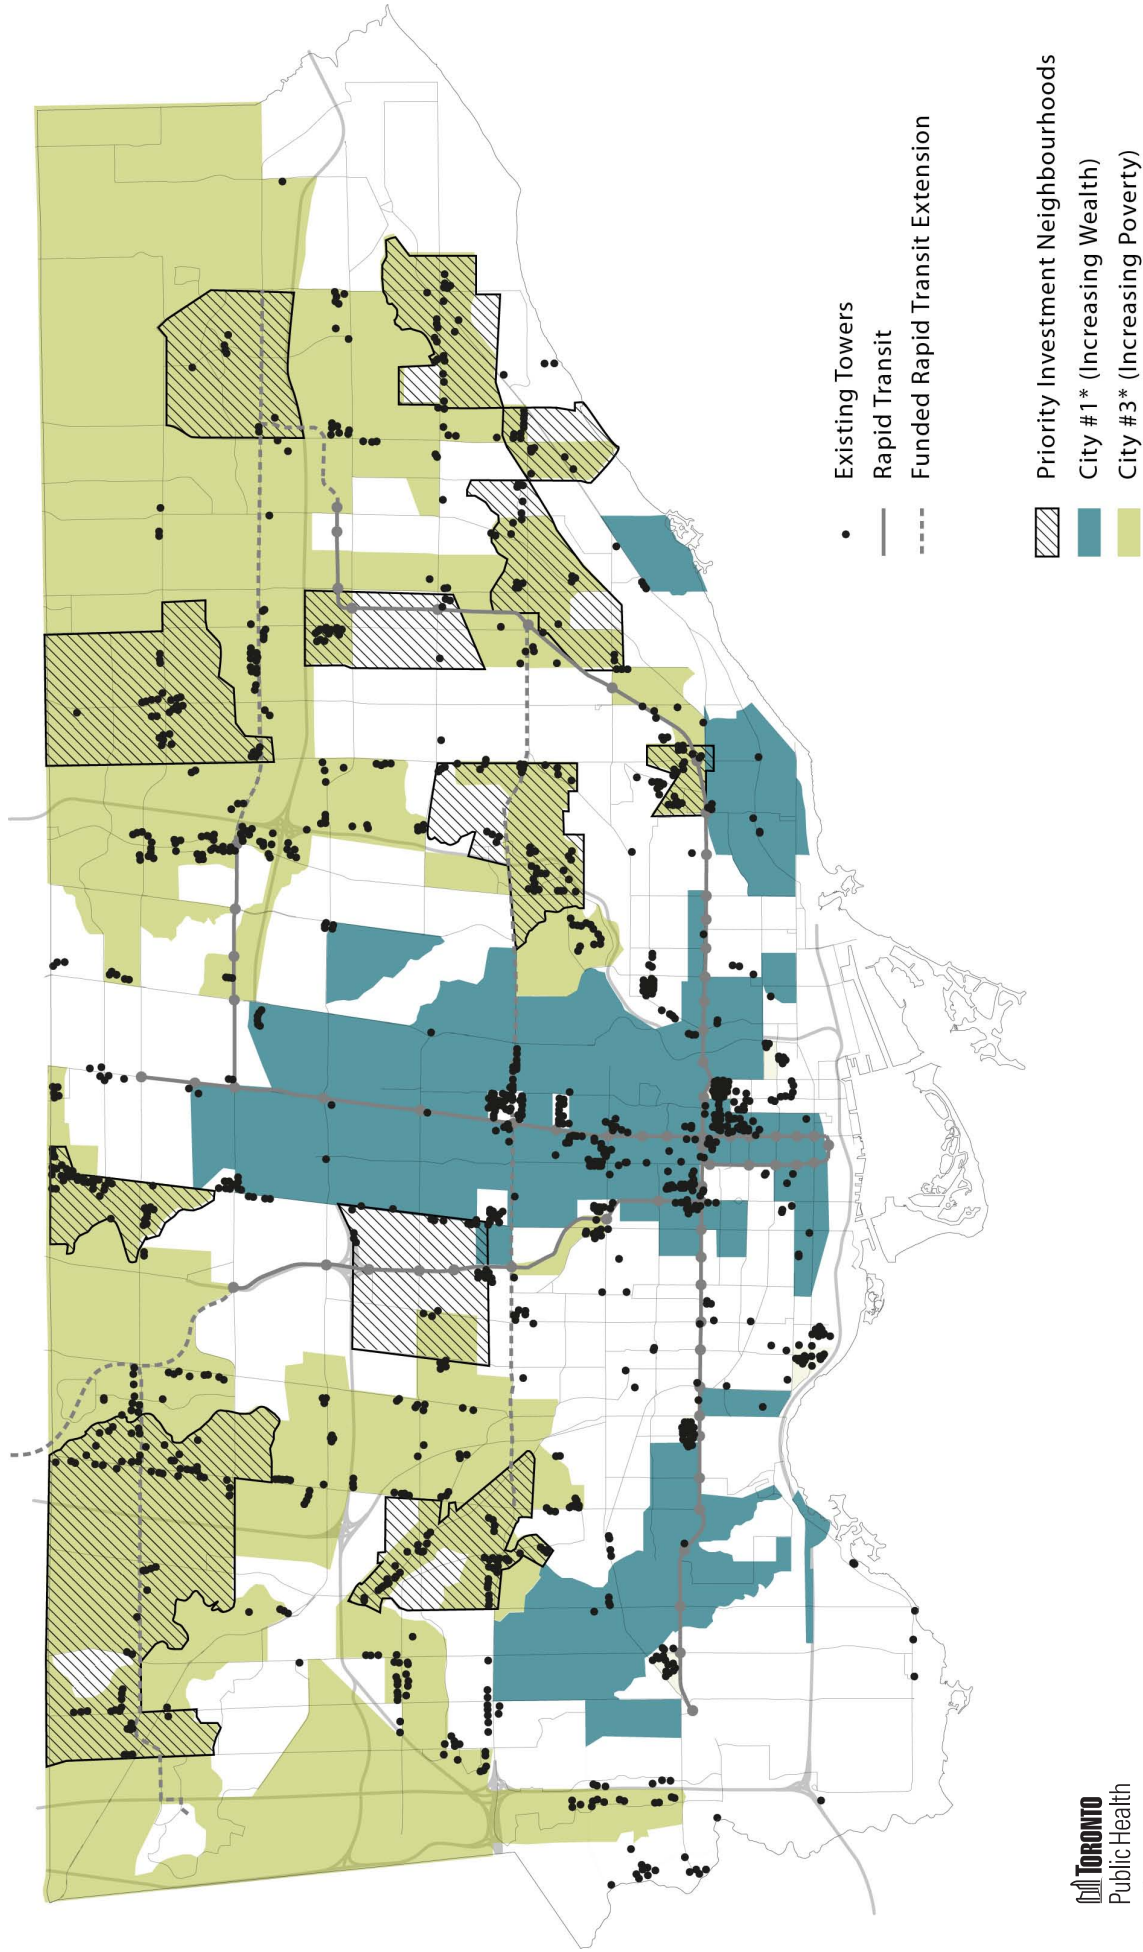 Existing Towers
Rapid Transit
Funded Rapid Transit Extension
Priority Investment Neighbourhoods
City #1* (Increasing Wealth)
City #3* (Increasing Poverty)
TORONTO
Public Health